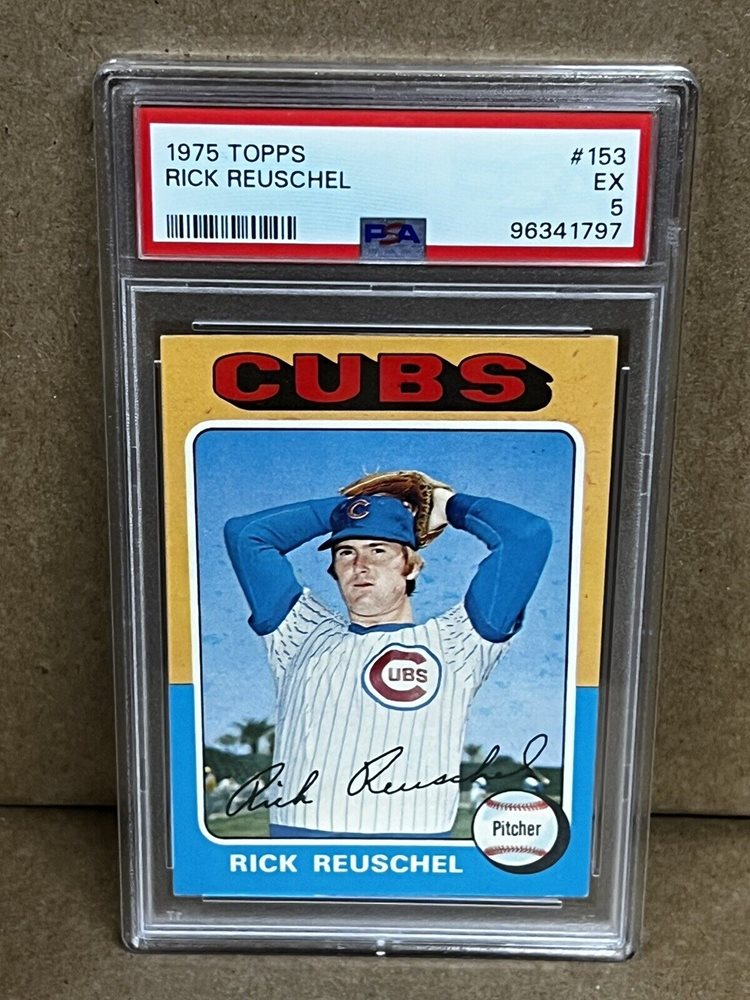 1975 TOPPS #153
RICK REUSCHEL EX
5
PSA 96341797
CUBS
C
CUBS
Rick Reuschel
Pitcher
RICK REUSCHEL